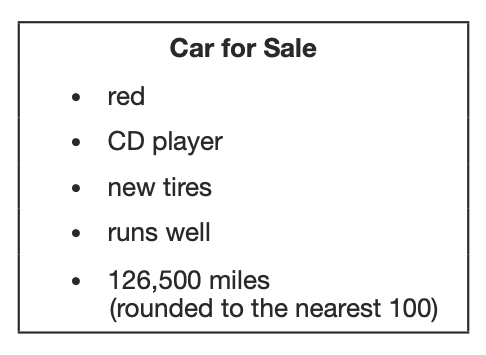 Car for Sale
• red
• CD player
• new tires
• runs well
• 126,500 miles
(rounded to the nearest 100)